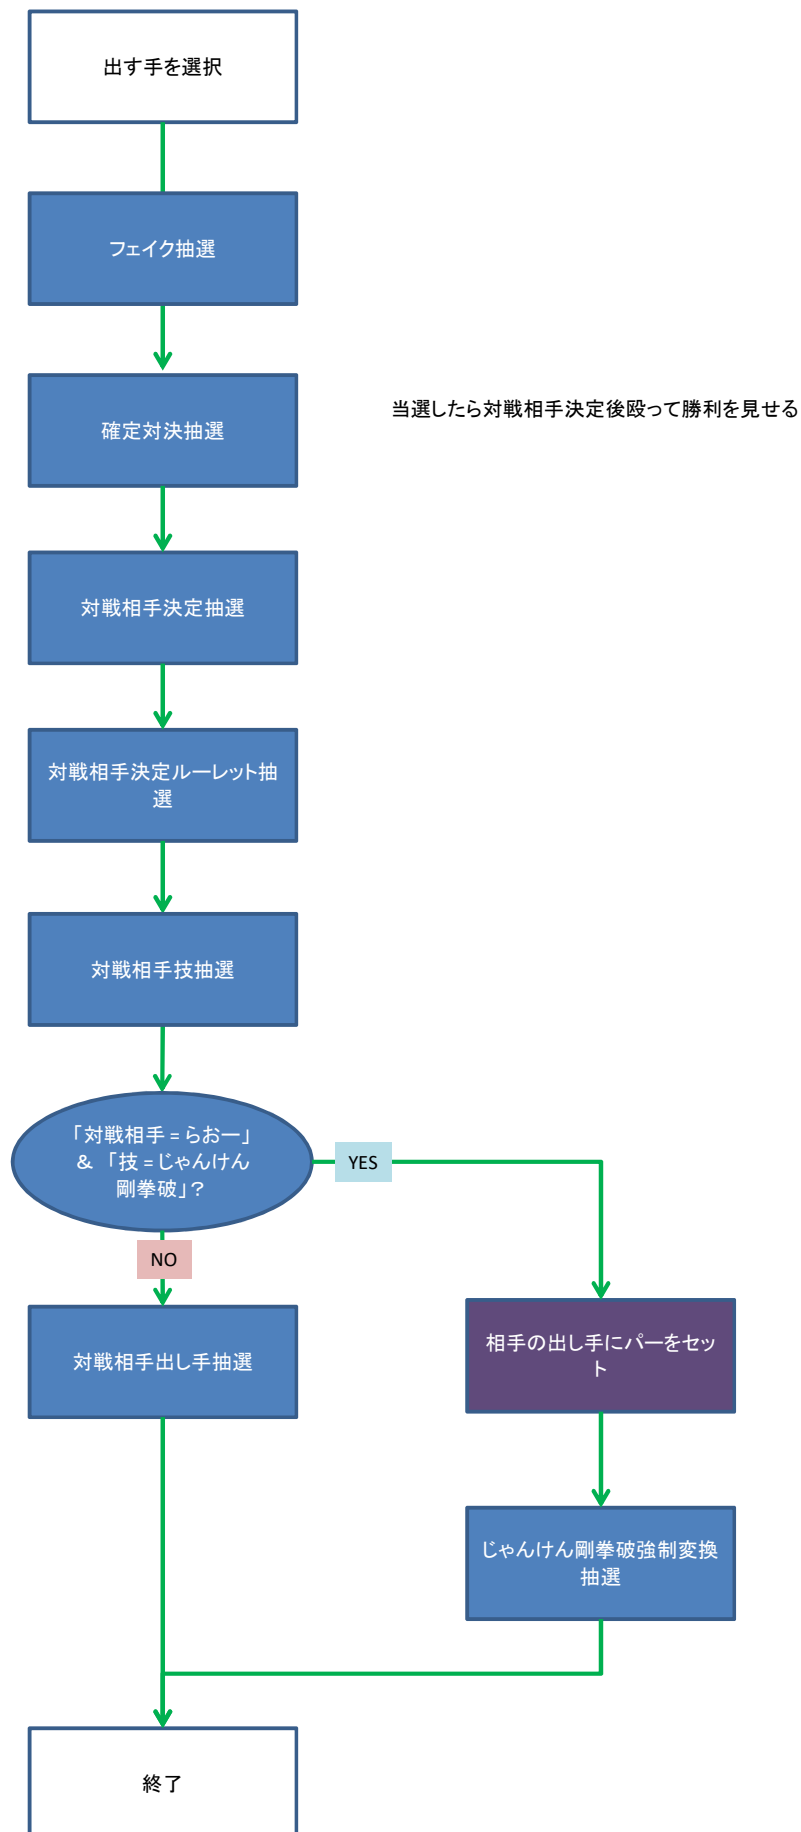 出す手を選択
フェイク抽選
確定対決抽選
当選したら対戦相手決定後殴って勝利を見せる
対戦相手決定抽選
対戦相手決定ルーレット抽
選
対戦相手技抽選
「対戦相手=らおー」
& 「技=じゃんけん
剛拳破」?
YES
NO
対戦相手出し手抽選
相手の出し手にパーをセッ
ト
じゃんけん剛拳破強制変換
抽選
終了